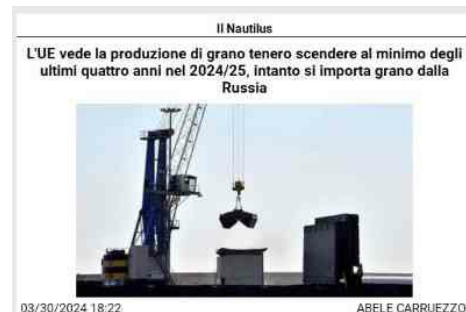 Il Nautilus
L'UE vede la produzione di grano tenero scendere al minimo degli
ultimi quattro anni nel 2024/25, intanto si importa grano dalla
Russia
03/30/2024 18:22
ABELE CARRUEZZO